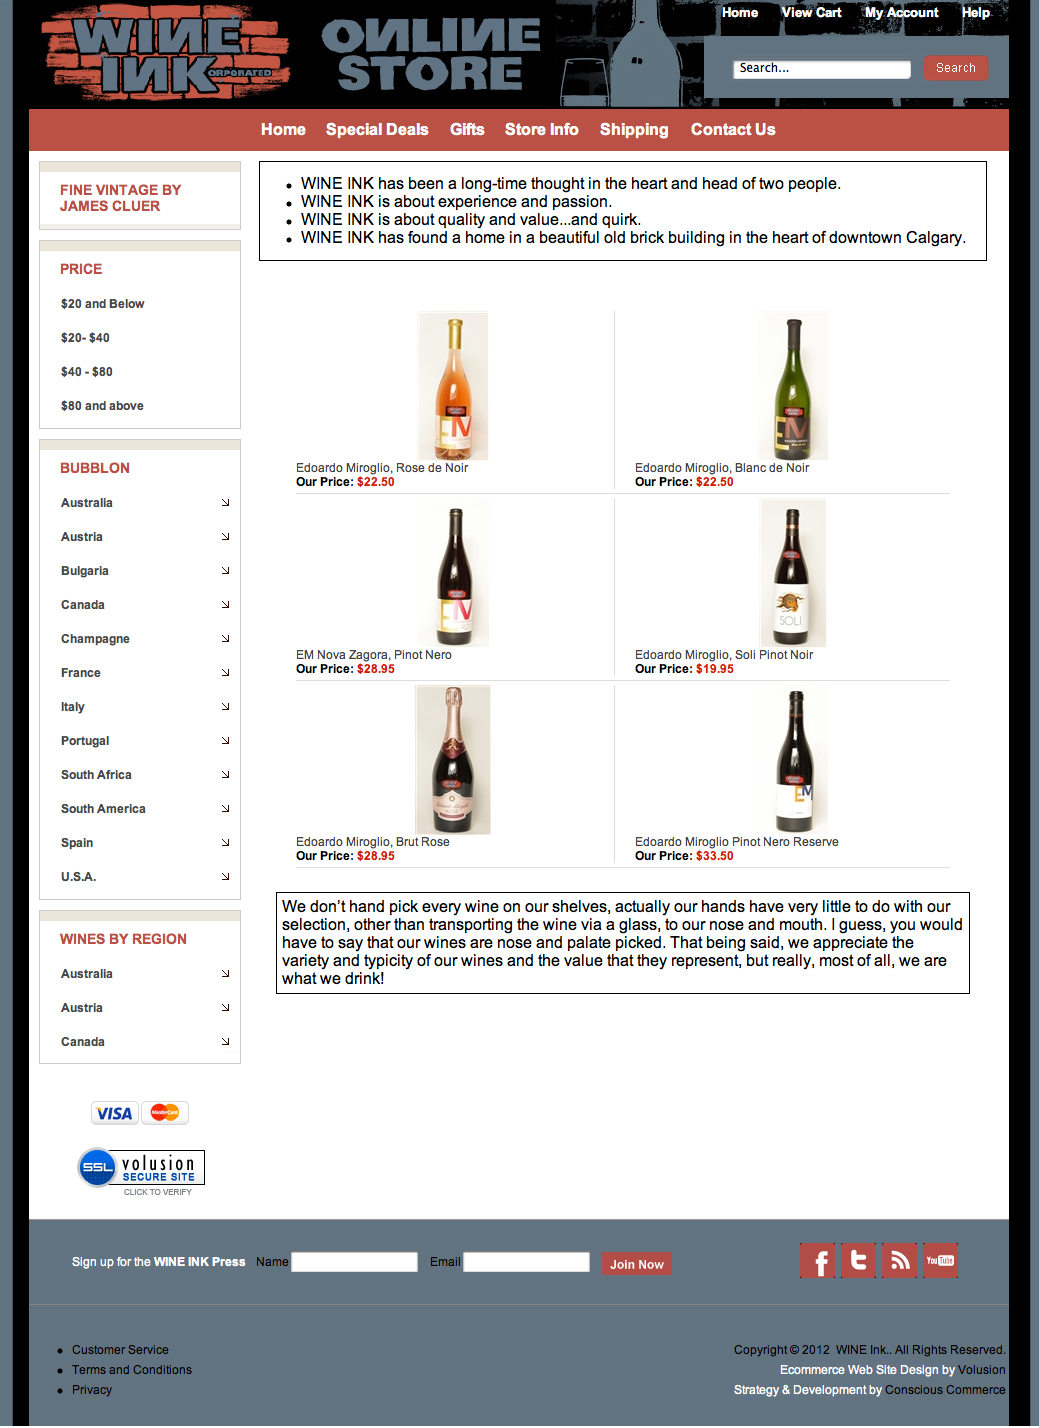 WINE
INK ORPORATED
ONLINE
STORE
Home View Cart My Account Help
Search... Search
Home Special Deals Gifts Store Info Shipping Contact Us
FINE VINTAGE BY
JAMES CLUER
PRICE
$20 and Below
$20- $40
$40 - $80
$80 and above
BUBBLON
Australia
Austria
Bulgaria
Canada
Champagne
France
Italy
Portugal
South Africa
South America
Spain
U.S.A.
WINES BY REGION
Australia
Austria
Canada
VISA MasterCard
SSL volusion
SECURE SITE
CLICK TO VERIFY
• WINE INK has been a long-time thought in the heart and head of two people.
• WINE INK is about experience and passion.
• WINE INK is about quality and value...and quirk.
• WINE INK has found a home in a beautiful old brick building in the heart of downtown Calgary.
EM
Edoardo Miroglio, Rose de Noir
Our Price: $22.50
EM
Edoardo Miroglio, Blanc de Noir
Our Price: $22.50
EM
EM Nova Zagora, Pinot Nero
Our Price: $28.95
SOLI
Edoardo Miroglio, Soli Pinot Noir
Our Price: $19.95
Edoardo Miroglio, Brut Rose
Our Price: $28.95
EM
Edoardo Miroglio Pinot Nero Reserve
Our Price: $33.50
We don't hand pick every wine on our shelves, actually our hands have very little to do with our
selection, other than transporting the wine via a glass, to our nose and mouth. I guess, you would
have to say that our wines are nose and palate picked. That being said, we appreciate the
variety and typicity of our wines and the value that they represent, but really, most of all, we are
what we drink!
Sign up for the WINE INK Press Name Email Join Now
f t YouTube
• Customer Service
• Terms and Conditions
• Privacy
Copyright © 2012 WINE Ink.. All Rights Reserved.
Ecommerce Web Site Design by Volusion
Strategy & Development by Conscious Commerce